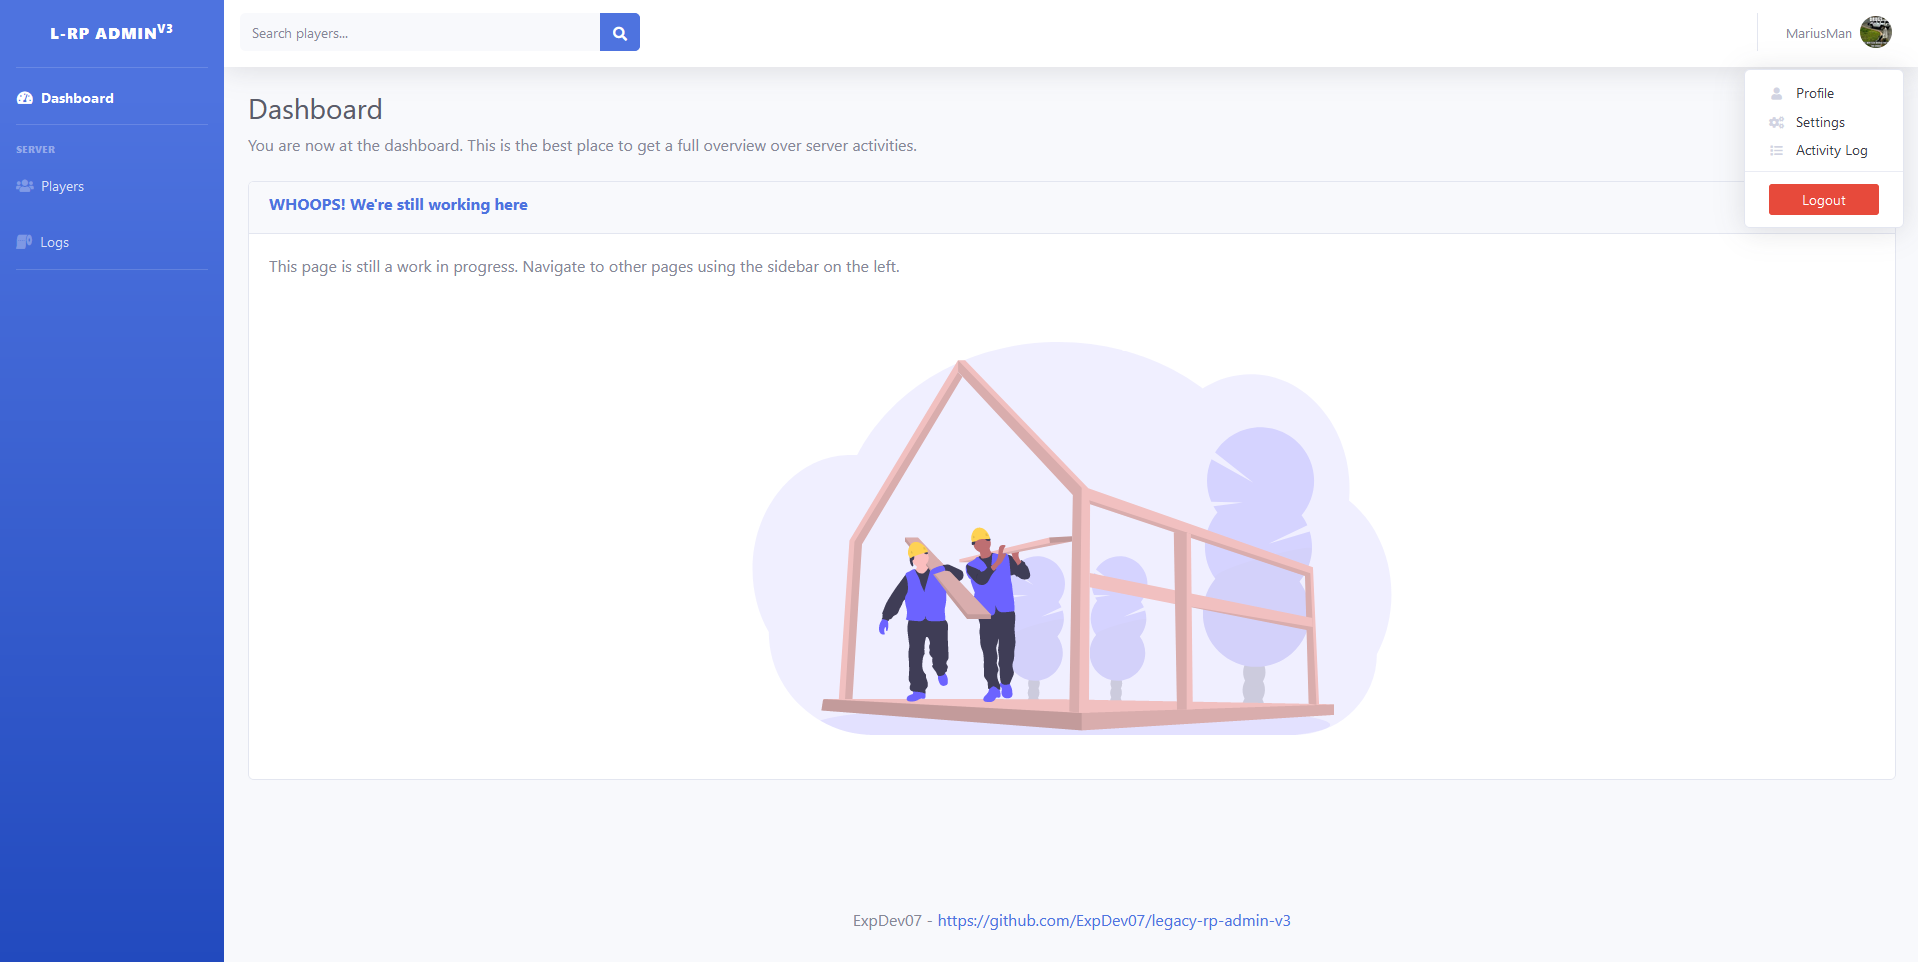 L-RP ADMINV3
Search players...
MariusMan
Dashboard
SERVER
Players
Logs
Profile
Settings
Activity Log
Logout
Dashboard
You are now at the dashboard. This is the best place to get a full overview over server activities.
WHOOPS! We're still working here
This page is still a work in progress. Navigate to other pages using the sidebar on the left.
ExpDev07 - https://github.com/ExpDev07/legacy-rp-admin-v3